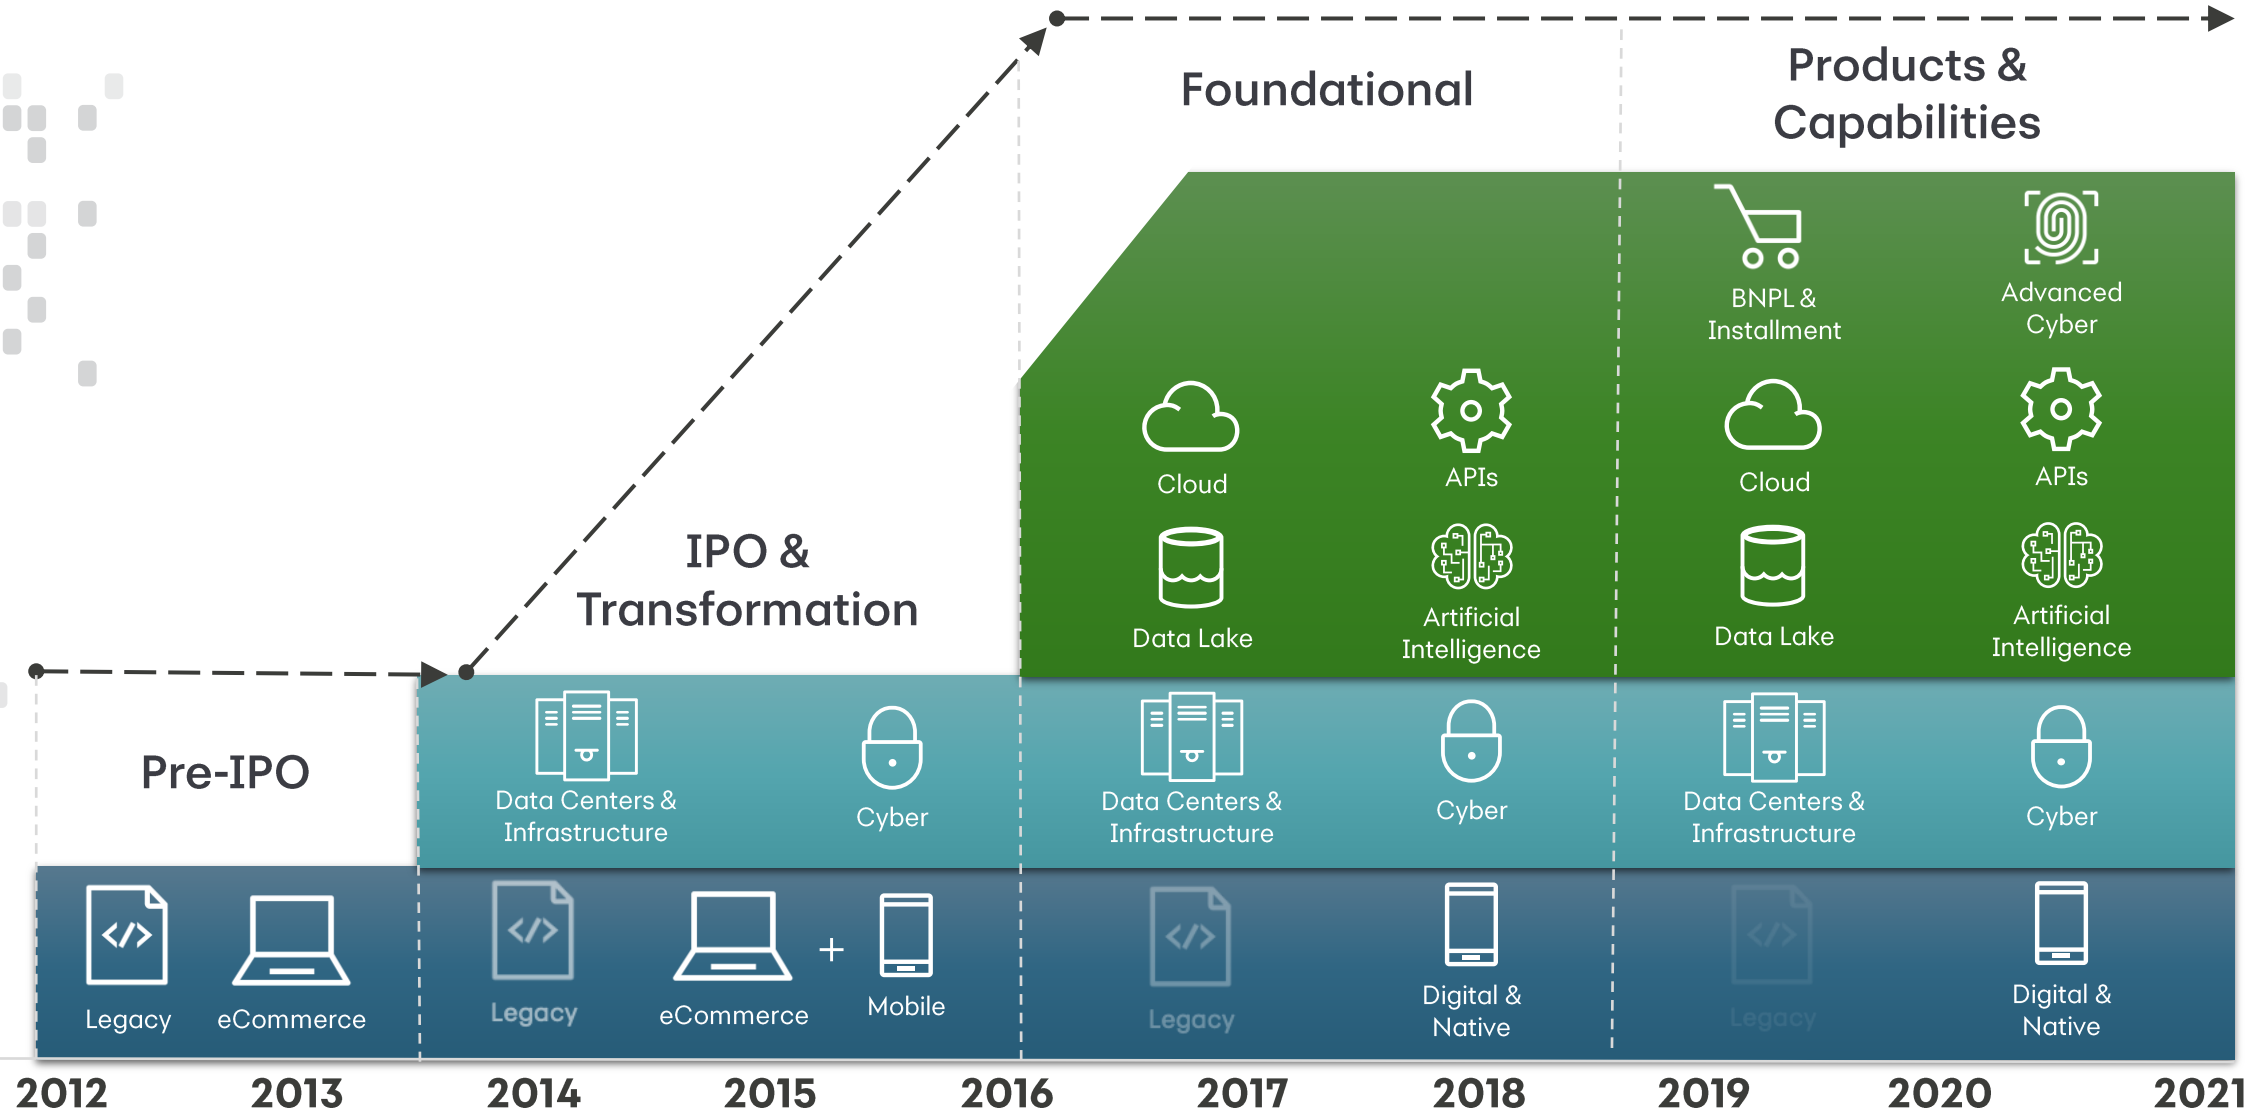 Foundational
Products &
Capabilities
IPO &
Transformation
Pre-IPO
BNPL &
Installment
Advanced
Cyber
Cloud
APIs
Cloud
APIs
Data Lake
Artificial
Intelligence
Data Lake
Artificial
Intelligence
Data Centers &
Infrastructure
Cyber
Data Centers &
Infrastructure
Cyber
Data Centers &
Infrastructure
Cyber
Legacy
eCommerce
Legacy
eCommerce
+
Mobile
Legacy
Digital &
Native
Legacy
Digital &
Native
2012 2013 2014 2015 2016 2017 2018 2019 2020 2021